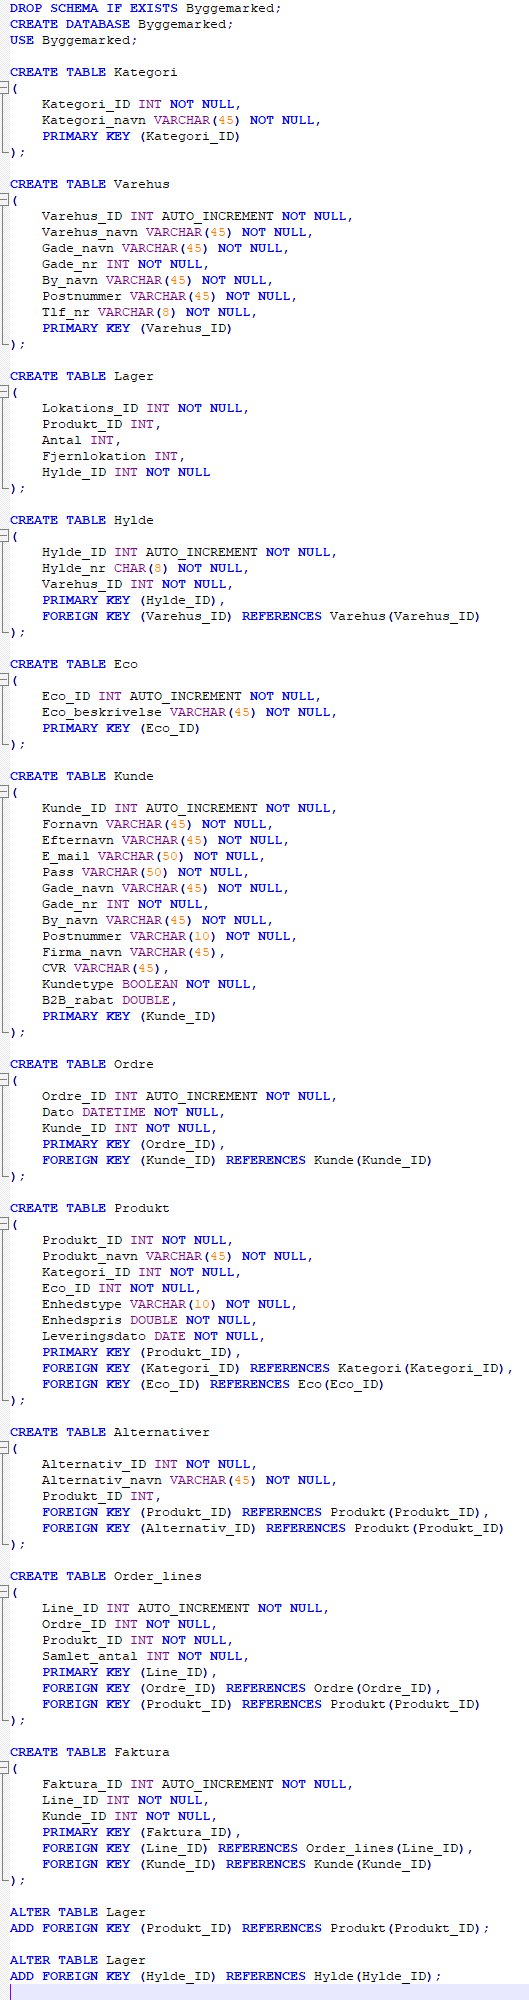 DROP SCHEMA IF EXISTS Byggemarked;
CREATE DATABASE Byggemarked;
USE Byggemarked;

CREATE TABLE Kategori
(
    Kategori_ID INT NOT NULL,
    Kategori_navn VARCHAR(45) NOT NULL,
    PRIMARY KEY (Kategori_ID)
);

CREATE TABLE Varehus
(
    Varehus_ID INT AUTO_INCREMENT NOT NULL,
    Varehus_navn VARCHAR(45) NOT NULL,
    Gade_navn VARCHAR(45) NOT NULL,
    Gade_nr INT NOT NULL,
    By_navn VARCHAR(45) NOT NULL,
    Postnummer VARCHAR(45) NOT NULL,
    Tlf_nr VARCHAR(8) NOT NULL,
    PRIMARY KEY (Varehus_ID)
);

CREATE TABLE Lager
(
    Lokations_ID INT NOT NULL,
    Produkt_ID INT,
    Antal INT,
    Fjernlokation INT,
    Hylde_ID INT NOT NULL
);

CREATE TABLE Hylde
(
    Hylde_ID INT AUTO_INCREMENT NOT NULL,
    Hylde_nr CHAR(8) NOT NULL,
    Varehus_ID INT NOT NULL,
    PRIMARY KEY (Hylde_ID),
    FOREIGN KEY (Varehus_ID) REFERENCES Varehus(Varehus_ID)
);

CREATE TABLE Eco
(
    Eco_ID INT AUTO_INCREMENT NOT NULL,
    Eco_beskrivelse VARCHAR(45) NOT NULL,
    PRIMARY KEY (Eco_ID)
);

CREATE TABLE Kunde
(
    Kunde_ID INT AUTO_INCREMENT NOT NULL,
    Fornavn VARCHAR(45) NOT NULL,
    Efternavn VARCHAR(45) NOT NULL,
    E_mail VARCHAR(50) NOT NULL,
    Pass VARCHAR(50) NOT NULL,
    Gade_navn VARCHAR(45) NOT NULL,
    Gade_nr INT NOT NULL,
    By_navn VARCHAR(45) NOT NULL,
    Postnummer VARCHAR(10) NOT NULL,
    Firma_navn VARCHAR(45),
    CVR VARCHAR(45),
    Kundetype BOOLEAN NOT NULL,
    B2B_rabat DOUBLE,
    PRIMARY KEY (Kunde_ID)
);

CREATE TABLE Ordre
(
    Ordre_ID INT AUTO_INCREMENT NOT NULL,
    Dato DATETIME NOT NULL,
    Kunde_ID INT NOT NULL,
    PRIMARY KEY (Ordre_ID),
    FOREIGN KEY (Kunde_ID) REFERENCES Kunde(Kunde_ID)
);

CREATE TABLE Produkt
(
    Produkt_ID INT NOT NULL,
    Produkt_navn VARCHAR(45) NOT NULL,
    Kategori_ID INT NOT NULL,
    Eco_ID INT NOT NULL,
    Enhedstype VARCHAR(10) NOT NULL,
    Enhedspris DOUBLE NOT NULL,
    Leveringsdato DATE NOT NULL,
    PRIMARY KEY (Produkt_ID),
    FOREIGN KEY (Kategori_ID) REFERENCES Kategori(Kategori_ID),
    FOREIGN KEY (Eco_ID) REFERENCES Eco(Eco_ID)
);

CREATE TABLE Alternativer
(
    Alternativ_ID INT NOT NULL,
    Alternativ_navn VARCHAR(45) NOT NULL,
    Produkt_ID INT,
    FOREIGN KEY (Produkt_ID) REFERENCES Produkt(Produkt_ID),
    FOREIGN KEY (Alternativ_ID) REFERENCES Produkt(Produkt_ID)
);

CREATE TABLE Order_lines
(
    Line_ID INT AUTO_INCREMENT NOT NULL,
    Ordre_ID INT NOT NULL,
    Produkt_ID INT NOT NULL,
    Samlet_antal INT NOT NULL,
    PRIMARY KEY (Line_ID),
    FOREIGN KEY (Ordre_ID) REFERENCES Ordre(Ordre_ID),
    FOREIGN KEY (Produkt_ID) REFERENCES Produkt(Produkt_ID)
);

CREATE TABLE Faktura
(
    Faktura_ID INT AUTO_INCREMENT NOT NULL,
    Line_ID INT NOT NULL,
    Kunde_ID INT NOT NULL,
    PRIMARY KEY (Faktura_ID),
    FOREIGN KEY (Line_ID) REFERENCES Order_lines(Line_ID),
    FOREIGN KEY (Kunde_ID) REFERENCES Kunde(Kunde_ID)
);

ALTER TABLE Lager
ADD FOREIGN KEY (Produkt_ID) REFERENCES Produkt(Produkt_ID);

ALTER TABLE Lager
ADD FOREIGN KEY (Hylde_ID) REFERENCES Hylde(Hylde_ID);